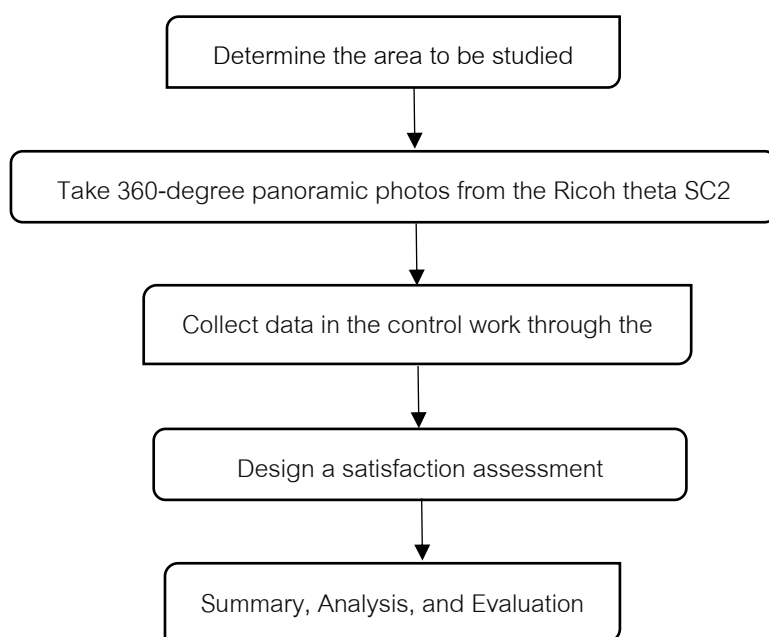 Determine the area to be studied
Take 360-degree panoramic photos from the Ricoh theta SC2
Collect data in the control work through the
Design a satisfaction assessment
Summary, Analysis, and Evaluation